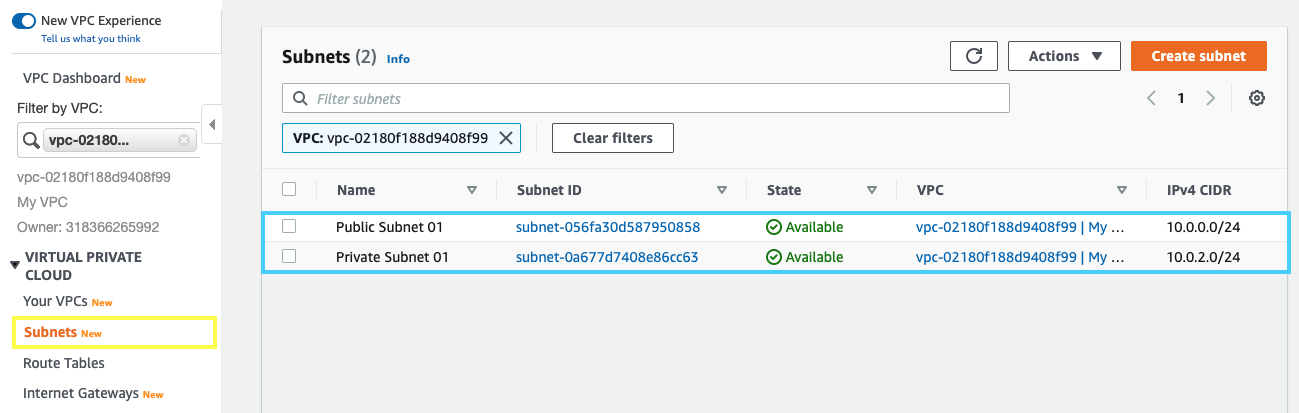 New VPC Experience
Tell us what you think
VPC Dashboard New
Filter by VPC:
vpc-02180...
vpc-02180f188d9408f99
My VPC
Owner: 318366265992
VIRTUAL PRIVATE
CLOUD
Your VPCs New
Subnets New
Route Tables
Internet Gateways New
Subnets (2) Info
Actions
Create subnet
Filter subnets
1
VPC: vpc-02180f188d9408f99
Clear filters
Name Subnet ID State VPC IPv4 CIDR
Public Subnet 01 subnet-056fa30d587950858 Available vpc-02180f188d9408f99 | My ... 10.0.0.0/24
Private Subnet 01 subnet-0a677d7408e86cc63 Available vpc-02180f188d9408f99 | My ... 10.0.2.0/24